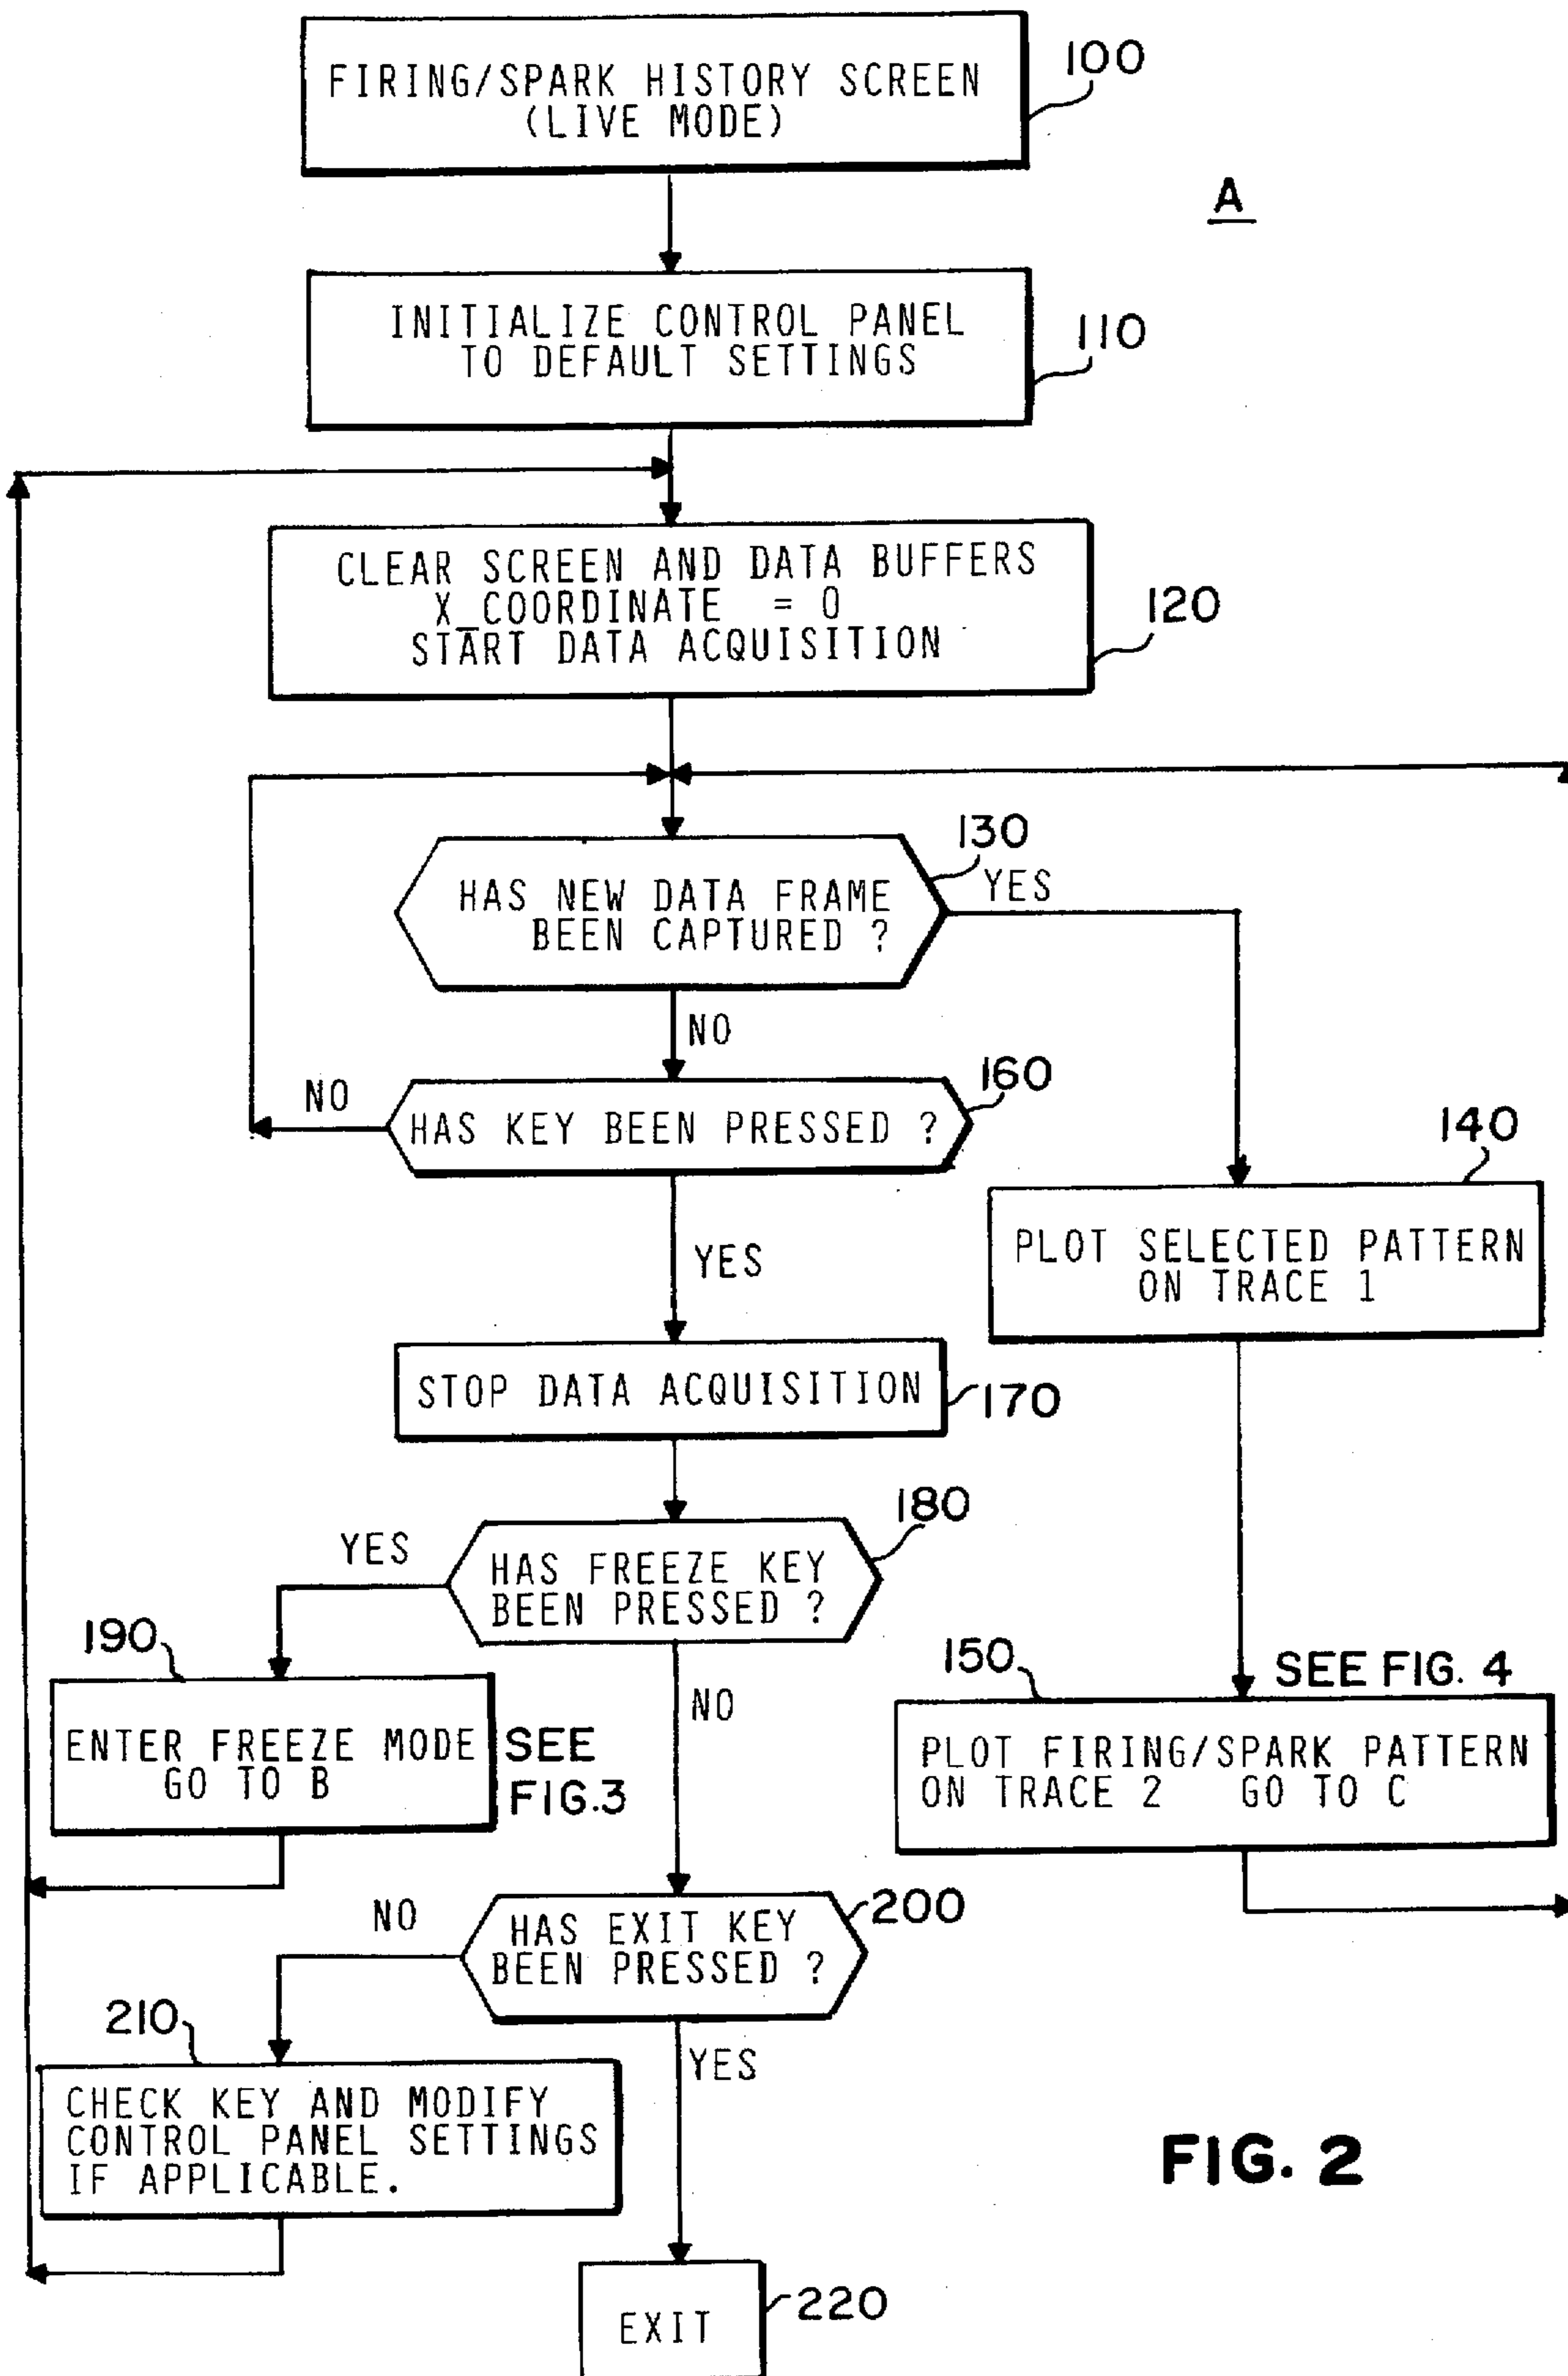 FIRING/SPARK HISTORY SCREEN
(LIVE MODE)
100
A
INITIALIZE CONTROL PANEL
TO DEFAULT SETTINGS
110
CLEAR SCREEN AND DATA BUFFERS
X_COORDINATE = 0
START DATA ACQUISITION
120
130
HAS NEW DATA FRAME
BEEN CAPTURED ?
YES
NO
160
NO
HAS KEY BEEN PRESSED ?
140
PLOT SELECTED PATTERN
ON TRACE 1
YES
STOP DATA ACQUISITION
170
180
YES
HAS FREEZE KEY
BEEN PRESSED ?
190
ENTER FREEZE MODE
GO TO B
SEE
FIG.3
NO
150
SEE FIG. 4
PLOT FIRING/SPARK PATTERN
ON TRACE 2 GO TO C
200
NO
HAS EXIT KEY
BEEN PRESSED ?
210
CHECK KEY AND MODIFY
CONTROL PANEL SETTINGS
IF APPLICABLE.
YES
FIG. 2
EXIT
220